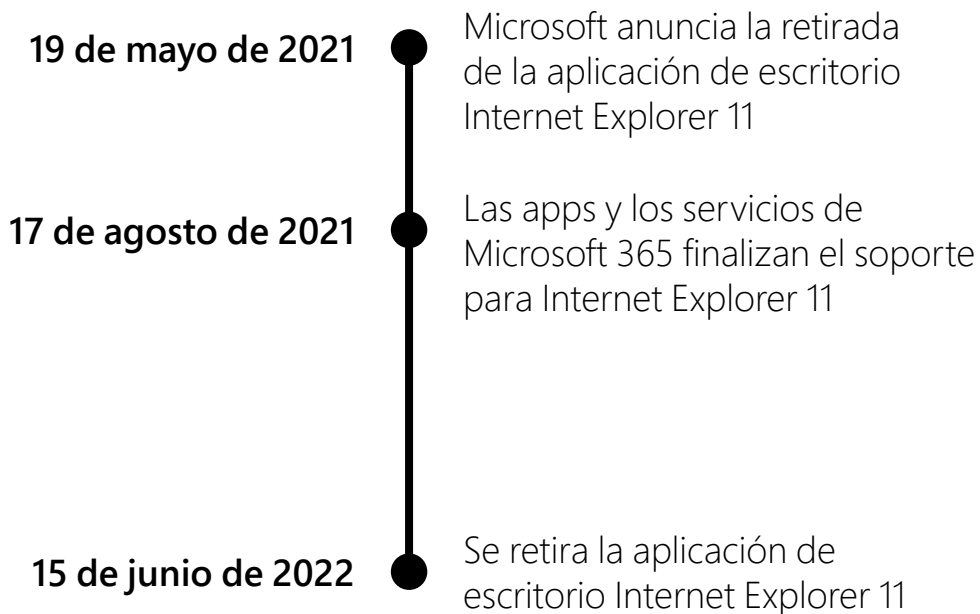 19 de mayo de 2021
Microsoft anuncia la retirada
de la aplicación de escritorio
Internet Explorer 11
17 de agosto de 2021
Las apps y los servicios de
Microsoft 365 finalizan el soporte
para Internet Explorer 11
15 de junio de 2022
Se retira la aplicación de
escritorio Internet Explorer 11